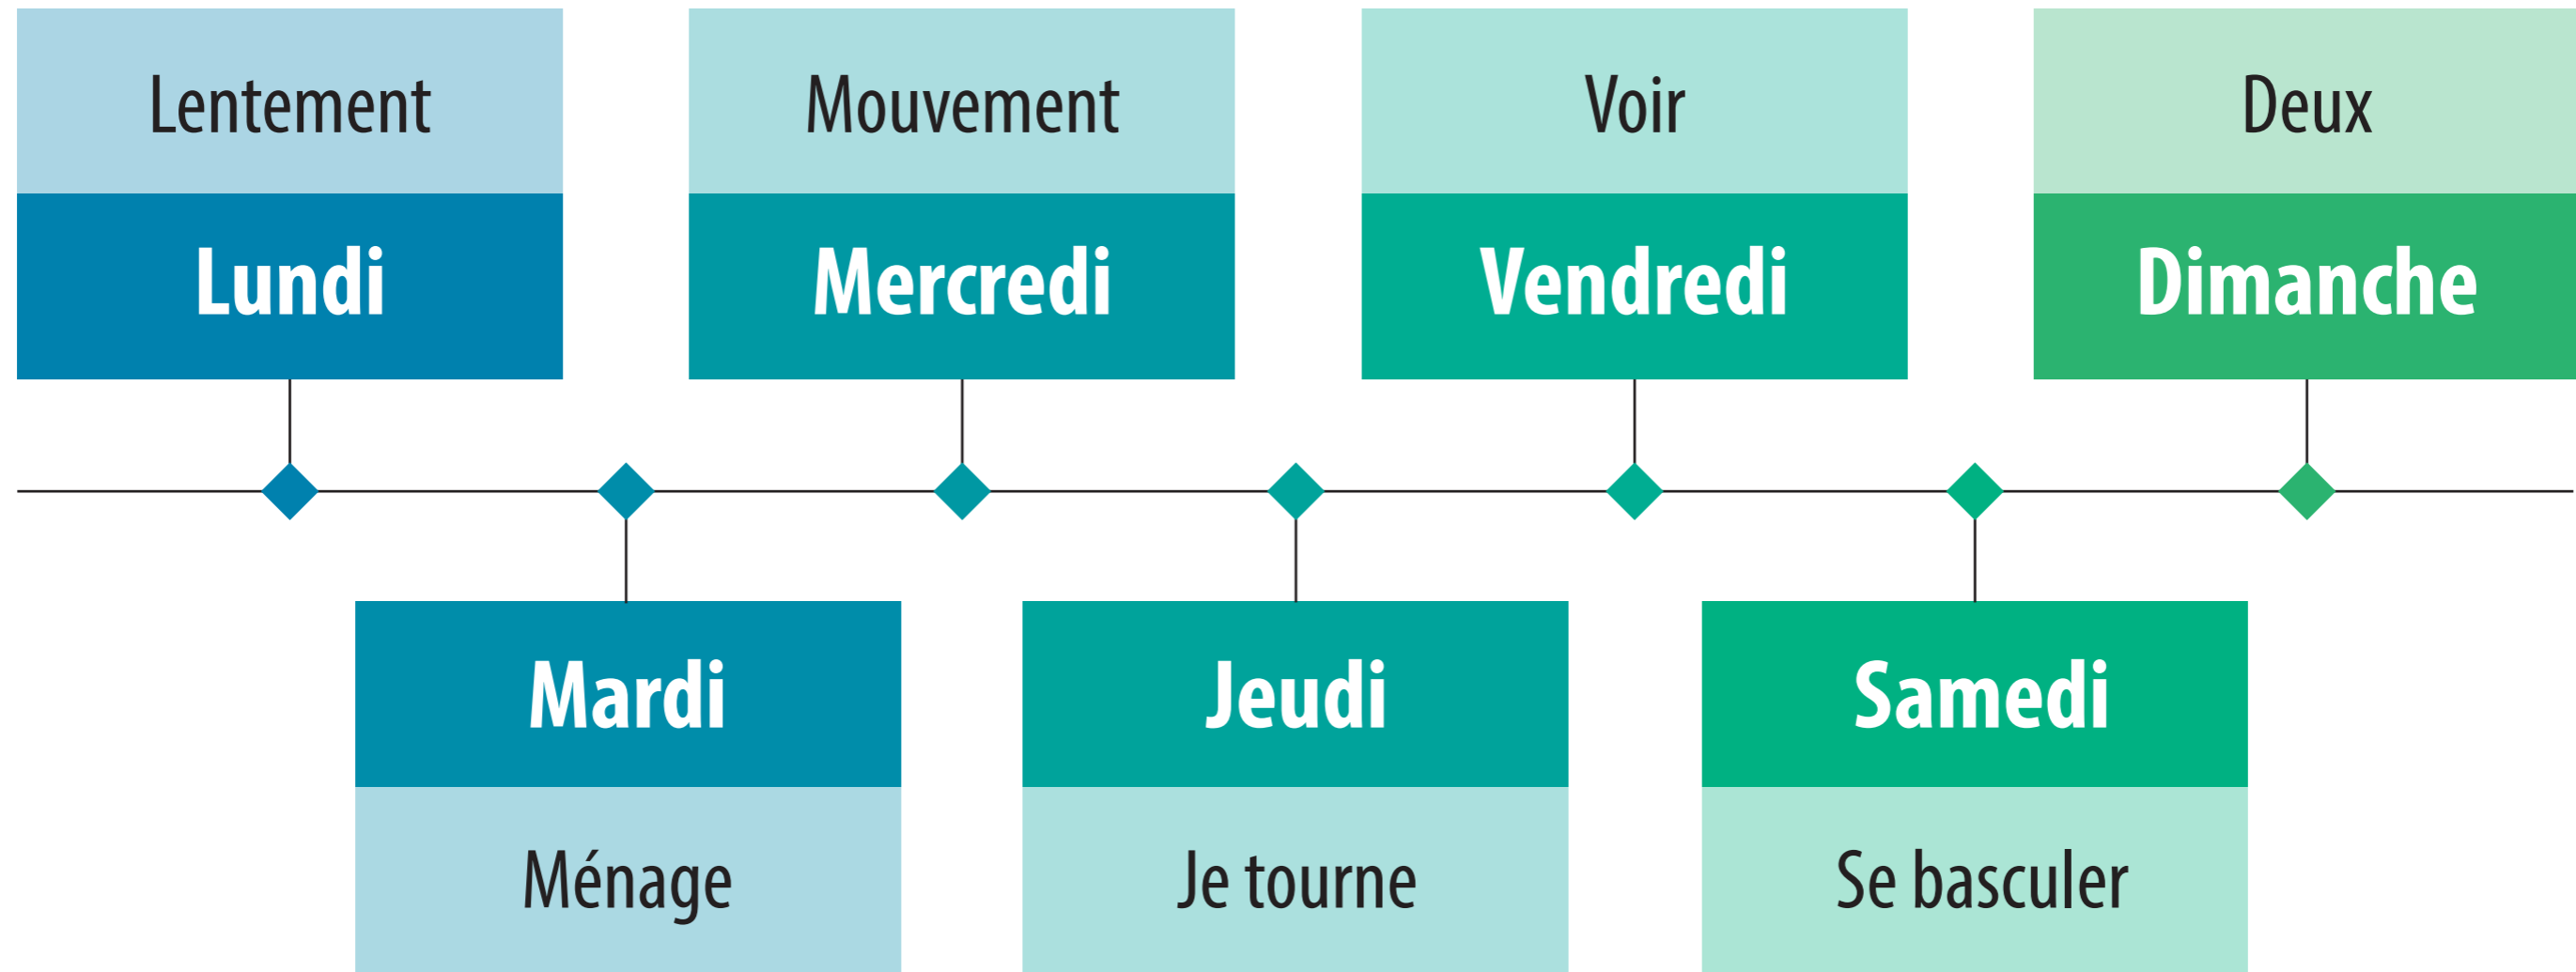 Lentement
Lundi
Mouvement
Mercredi
Voir
Vendredi
Deux
Dimanche
Mardi
Ménage
Jeudi
Je tourne
Samedi
Se basculer